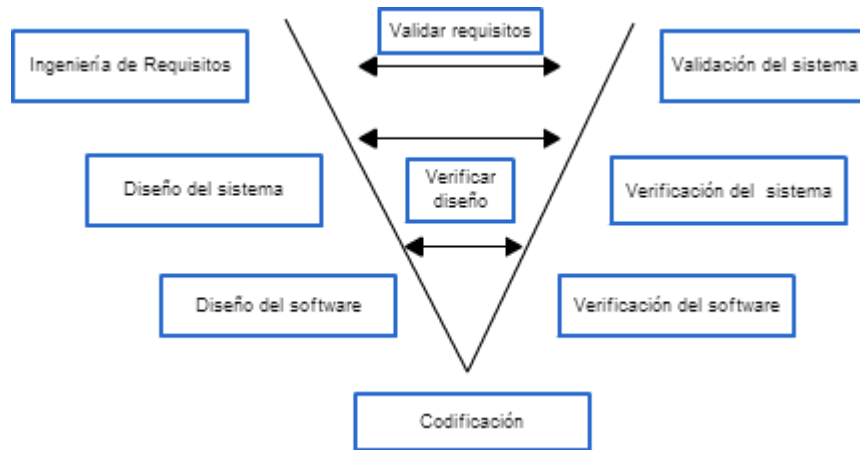 Validar requisitos
Ingeniería de Requisitos
Validación del sistema
Diseño del sistema
Verificar
diseño
Verificación del sistema
Diseño del software
Verificación del software
Codificación